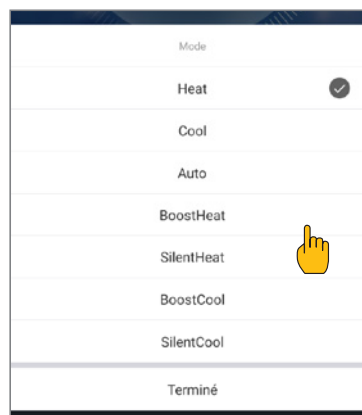 Mode
Heat
Cool
Auto
BoostHeat
SilentHeat
BoostCool
SilentCool
Terminé